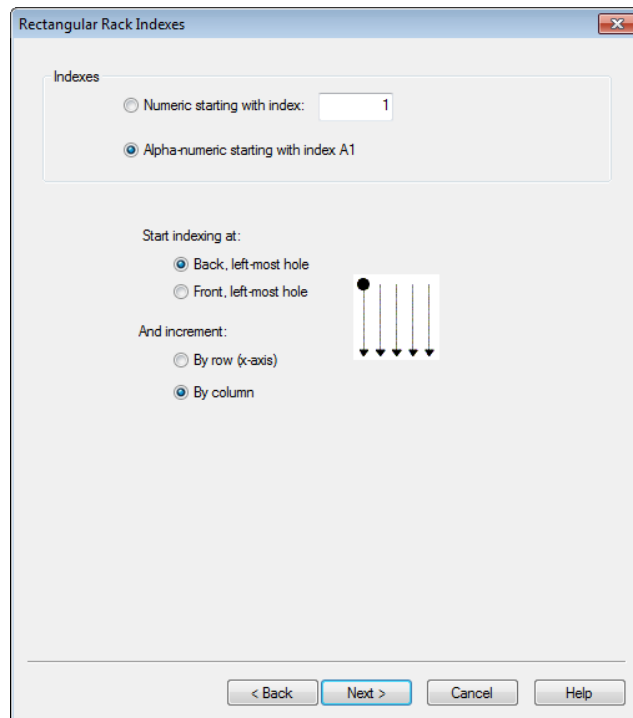 Rectangular Rack Indexes
Indexes
Numeric starting with index: 1
Alpha-numeric starting with index A1
Start indexing at:
Back, left-most hole
Front, left-most hole
And increment:
By row (x-axis)
By column
< Back Next > Cancel Help